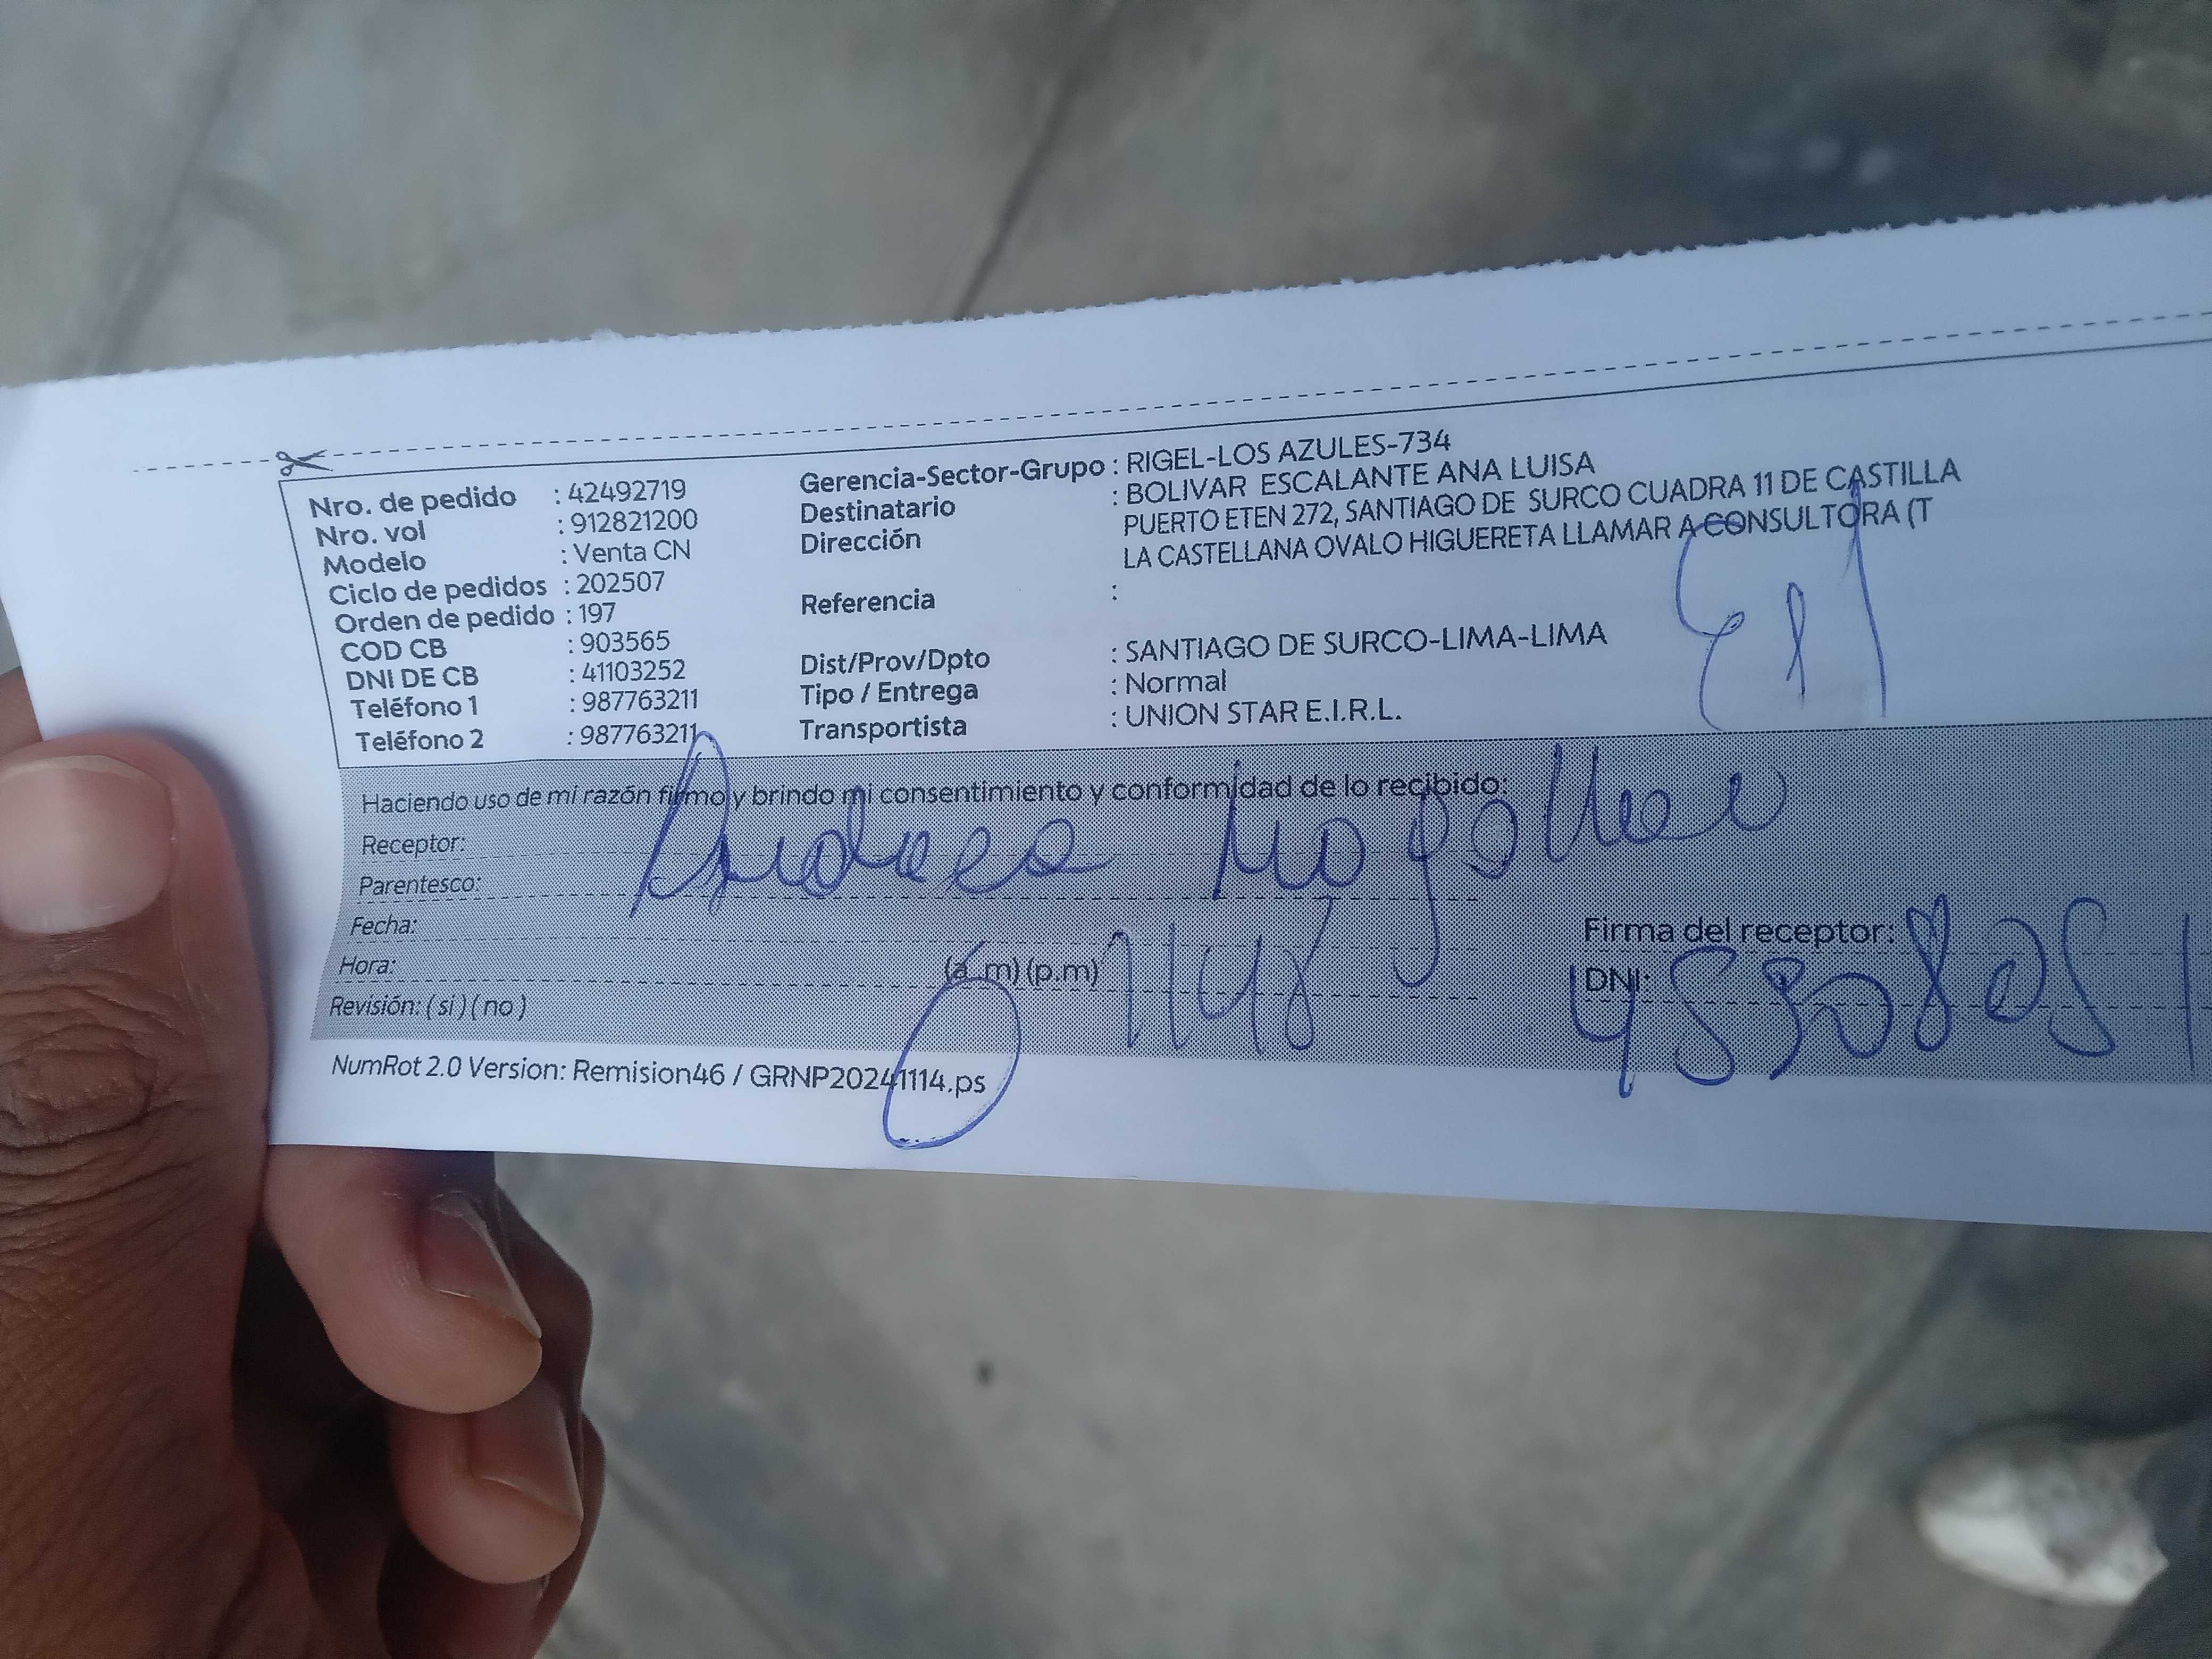 Nro. de pedido : 42492719
Nro. vol : 912821200
Modelo : Venta CN
Ciclo de pedidos : 202507
Orden de pedido : 197
COD CB : 903565
DNI DE CB : 41103252
Teléfono 1 : 987763211
Teléfono 2 : 987763211
Gerencia-Sector-Grupo : RIGEL-LOS AZULES-734
Destinatario : BOLIVAR ESCALANTE ANA LUISA
Dirección PUERTO ETEN 272, SANTIAGO DE SURCO CUADRA 11 DE CASTILLA
LA CASTELLANA OVALO HIGUERETA LLAMAR A CONSULTORA (T
Referencia :
Dist/Prov/Dpto : SANTIAGO DE SURCO-LIMA-LIMA
Tipo / Entrega : Normal
Transportista : UNION STAR E.I.R.L.
Haciendo uso de mi razón firmo y brindo mi consentimiento y conformidad de lo recibido:
Receptor: Andrea
Parentesco:
Fecha:
Hora: (a.m) (p.m)
Revisión: (si) (no)
Firma del receptor:
DNI:
NumRot 2.0 Version: Remision46 / GRNP20241114.ps